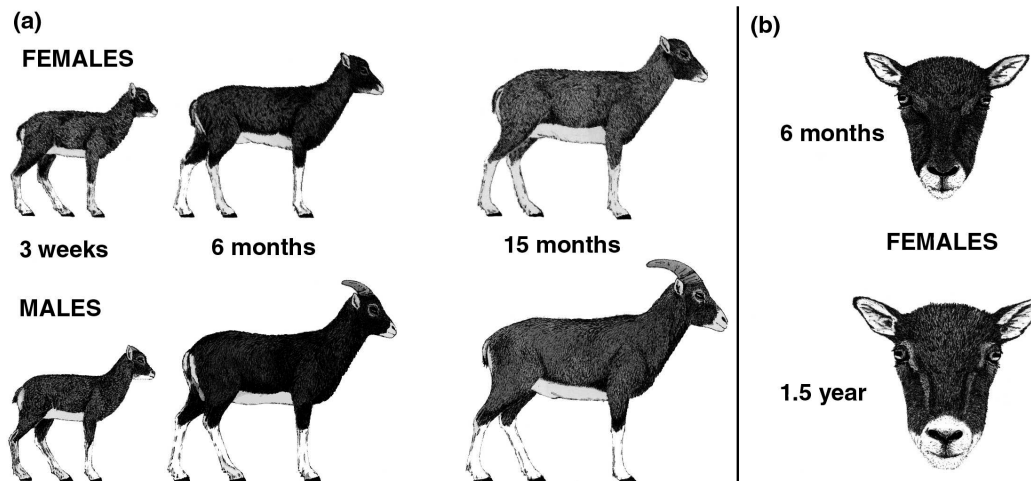 (a)
FEMALES
3 weeks
6 months
15 months
MALES
(b)
6 months
FEMALES
1.5 year